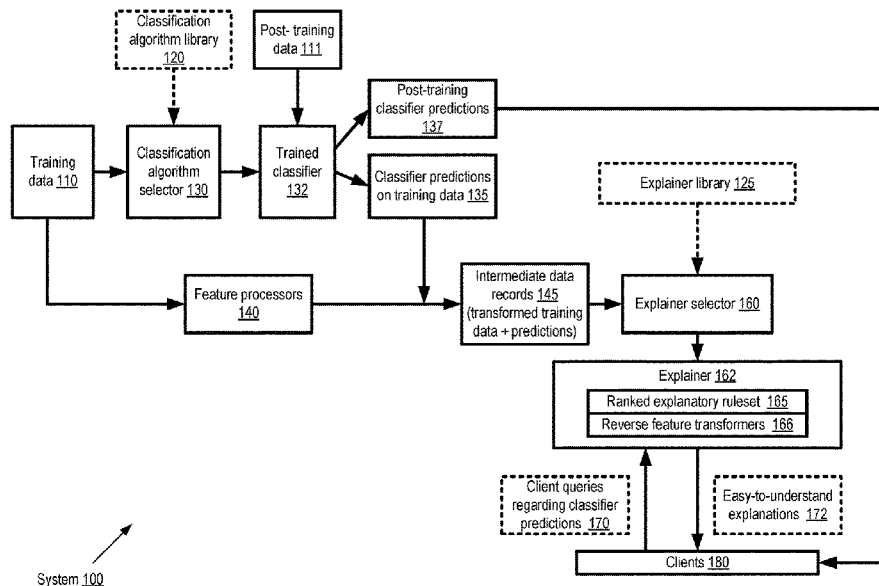 Classification
algorithm library
120
Post- training
data 111
Post-training
classifier predictions
137
Training
data 110
Classification
algorithm
selector 130
Trained
classifier
132
Classifier predictions
on training data 135
Explainer library 125
Feature processors
140
Intermediate data
records 145
(transformed training
data + predictions)
Explainer selector 160
Explainer 162
Ranked explanatory ruleset 165
Reverse feature transformers 166
Client queries
regarding classifier
predictions 170
Easy-to-understand
explanations 172
Clients 180
System 100